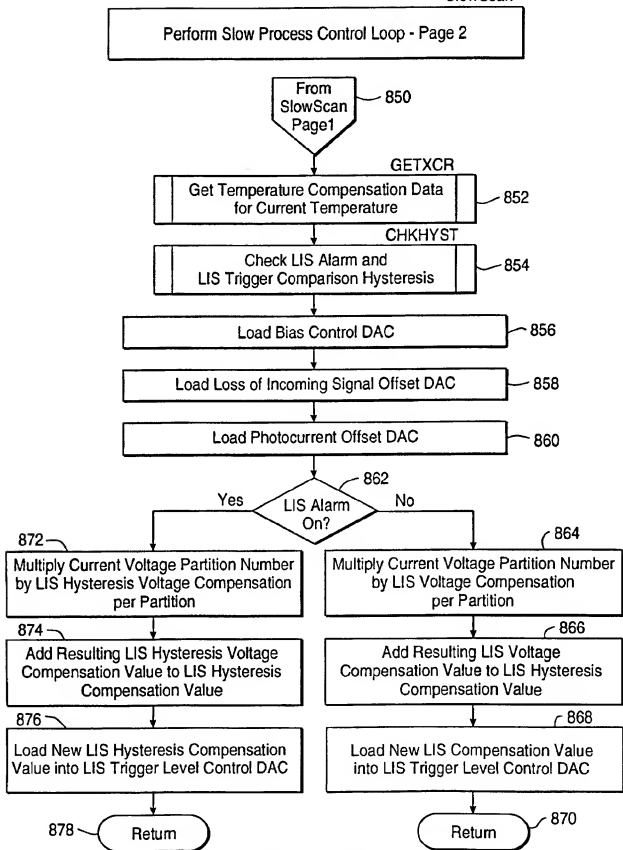 Perform Slow Process Control Loop - Page 2
From
SlowScan
Page1
850
GETXCR
Get Temperature Compensation Data
for Current Temperature
852
CHKHYST
Check LIS Alarm and
LIS Trigger Comparison Hysteresis
854
Load Bias Control DAC
856
Load Loss of Incoming Signal Offset DAC
858
Load Photocurrent Offset DAC
860
862
LIS Alarm
On?
Yes
No
872
Multiply Current Voltage Partition Number
by LIS Hysteresis Voltage Compensation
per Partition
874
Add Resulting LIS Hysteresis Voltage
Compensation Value to LIS Hysteresis
Compensation Value
876
Load New LIS Hysteresis Compensation
Value into LIS Trigger Level Control DAC
878
Return
864
Multiply Current Voltage Partition Number
by LIS Voltage Compensation
per Partition
866
Add Resulting LIS Voltage
Compensation Value to LIS Hysteresis
Compensation Value
868
Load New LIS Compensation Value
into LIS Trigger Level Control DAC
870
Return